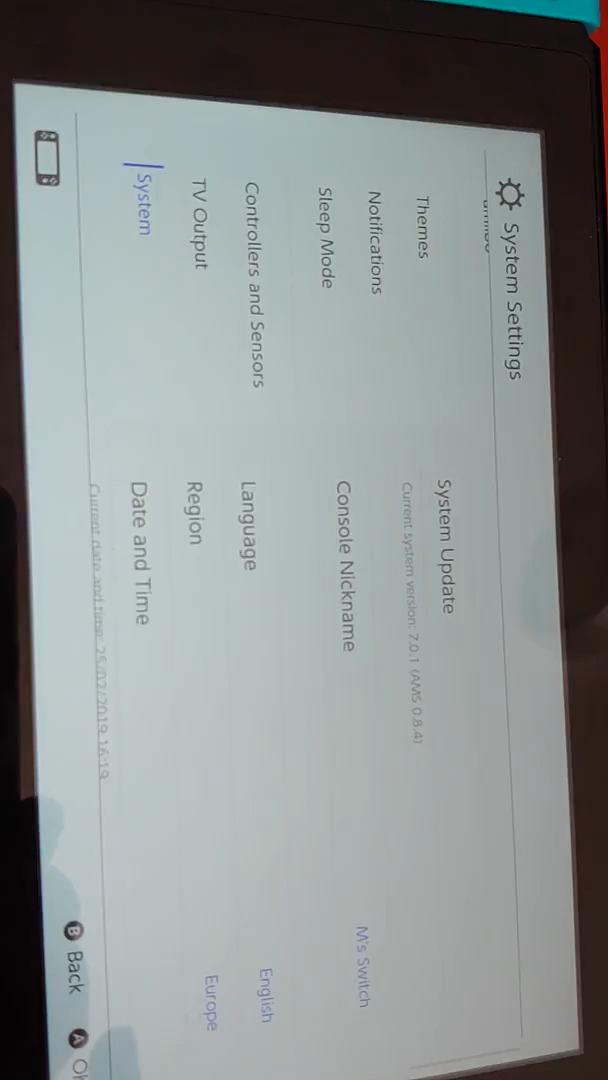 System Settings
Themes
Notifications
Sleep Mode
Controllers and Sensors
TV Output
System
System Update
Current system version: 7.0.1 (AMS 0.8.4)
Console Nickname
M's Switch
Language
English
Region
Europe
Date and Time
Current date and time: 25/02/2019 16:19
B Back
A